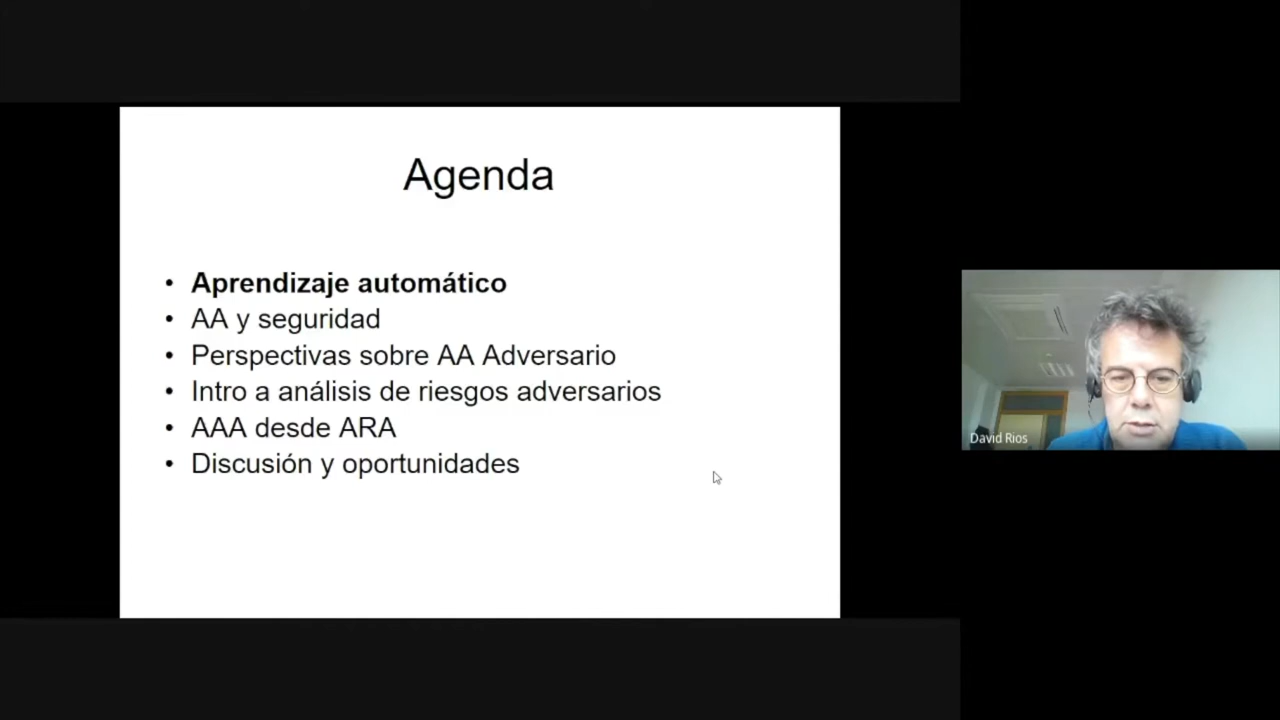 Agenda
• Aprendizaje automático
• AA y seguridad
• Perspectivas sobre AA Adversario
• Intro a análisis de riesgos adversarios
• AAA desde ARA
• Discusión y oportunidades
David Rios